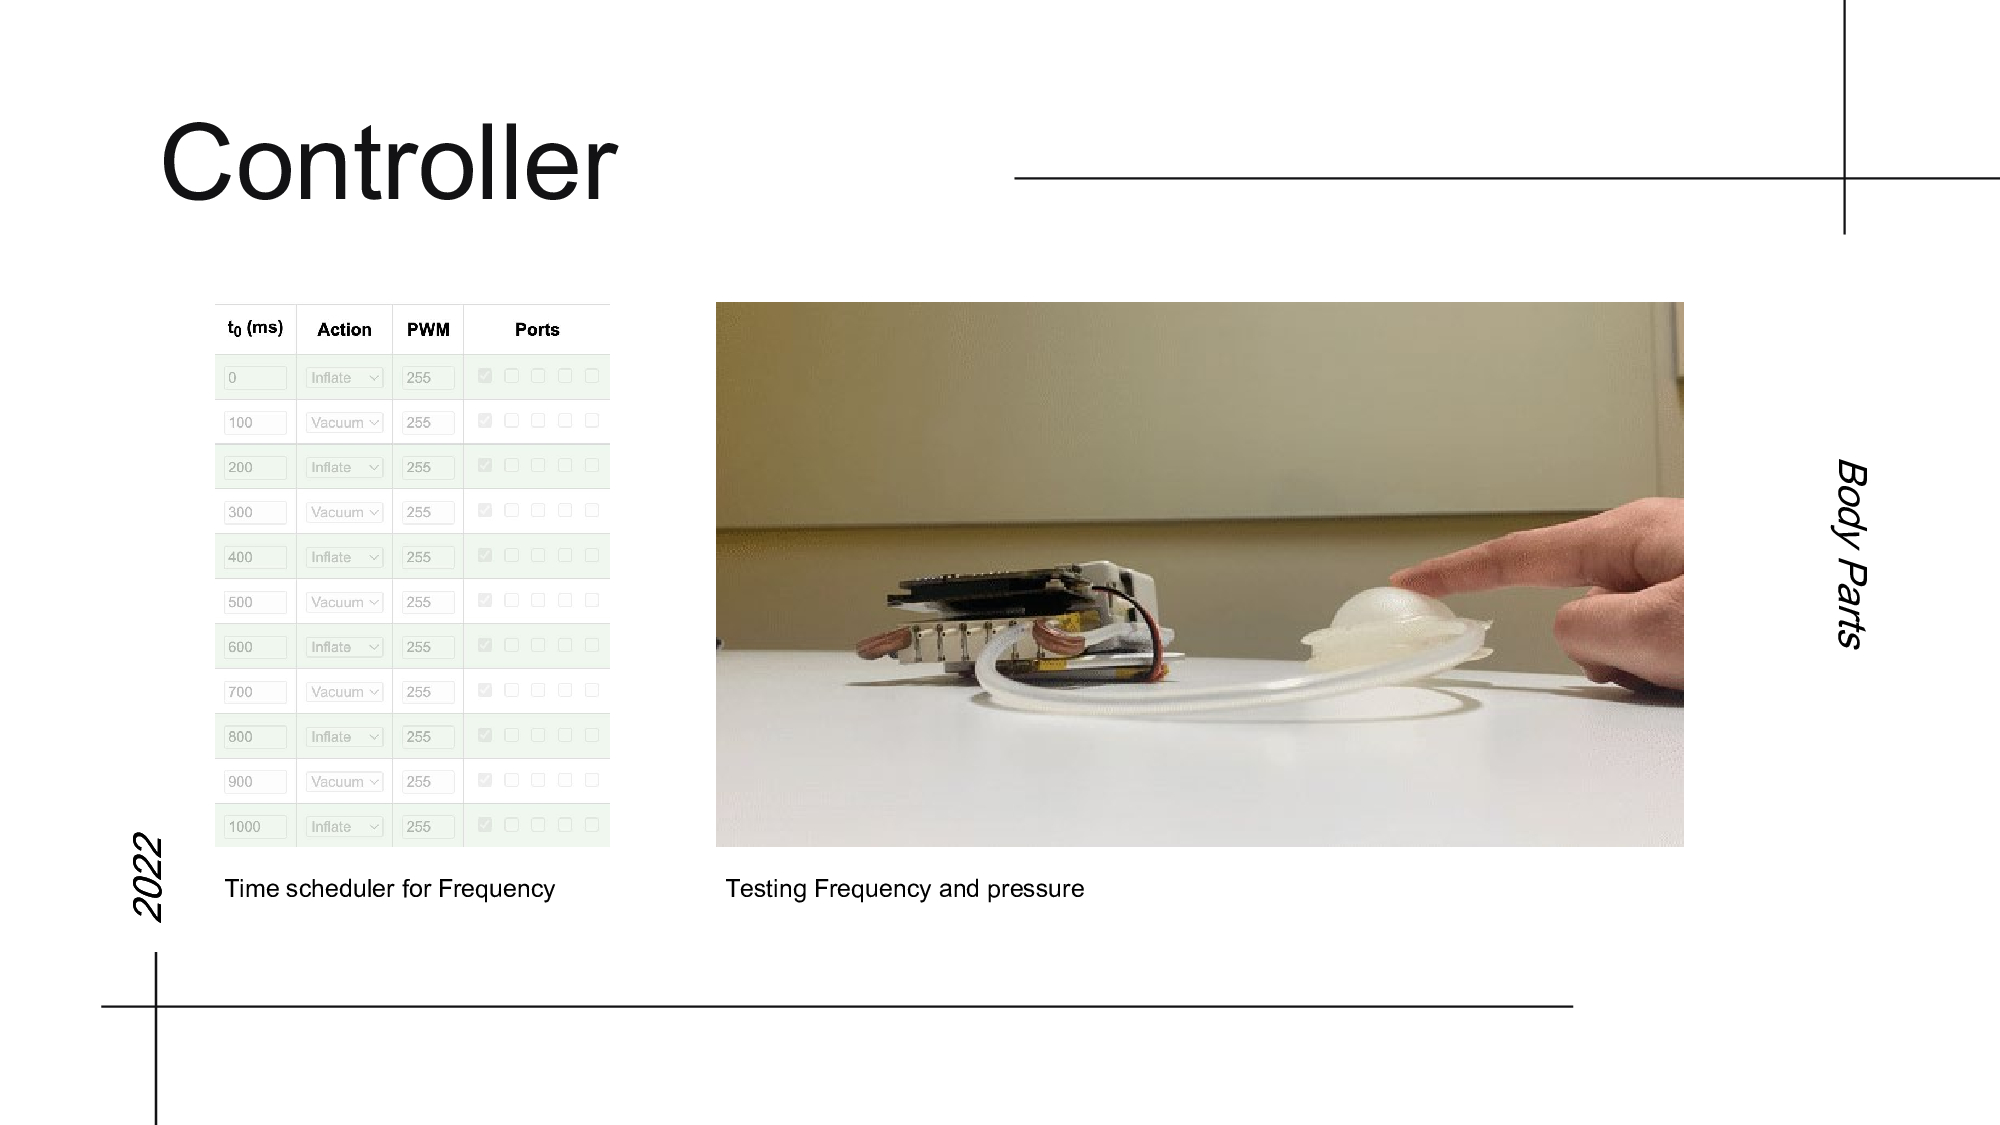 Controller
t0 (ms) Action PWM Ports
0 Inflate 255
100 Vacuum 255
200 Inflate 255
300 Vacuum 255
400 Inflate 255
500 Vacuum 255
600 Inflate 255
700 Vacuum 255
800 Inflate 255
900 Vacuum 255
1000 Inflate 255
Time scheduler for Frequency
Testing Frequency and pressure
Body Parts
2022